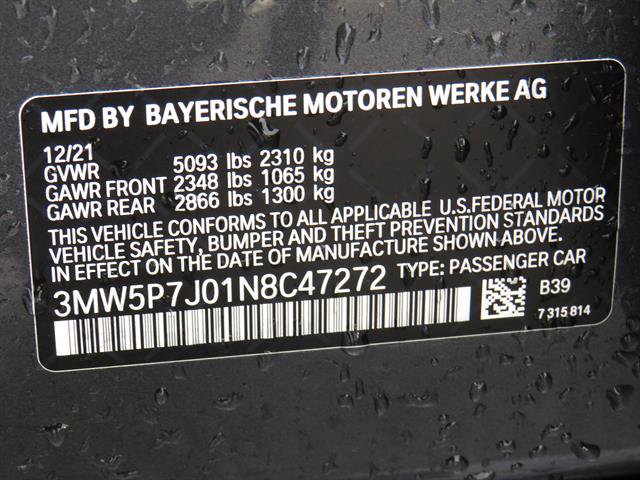 MFD BY BAYERISCHE MOTOREN WERKE AG
12/21
GVWR 5093 lbs 2310 kg
GAWR FRONT 2348 lbs 1065 kg
GAWR REAR 2866 lbs 1300 kg
THIS VEHICLE CONFORMS TO ALL APPLICABLE U.S.FEDERAL MOTOR
VEHICLE SAFETY, BUMPER AND THEFT PREVENTION STANDARDS
IN EFFECT ON THE DATE OF MANUFACTURE SHOWN ABOVE.
3MW5P7J01N8C47272 TYPE: PASSENGER CAR
B39
7 315 814